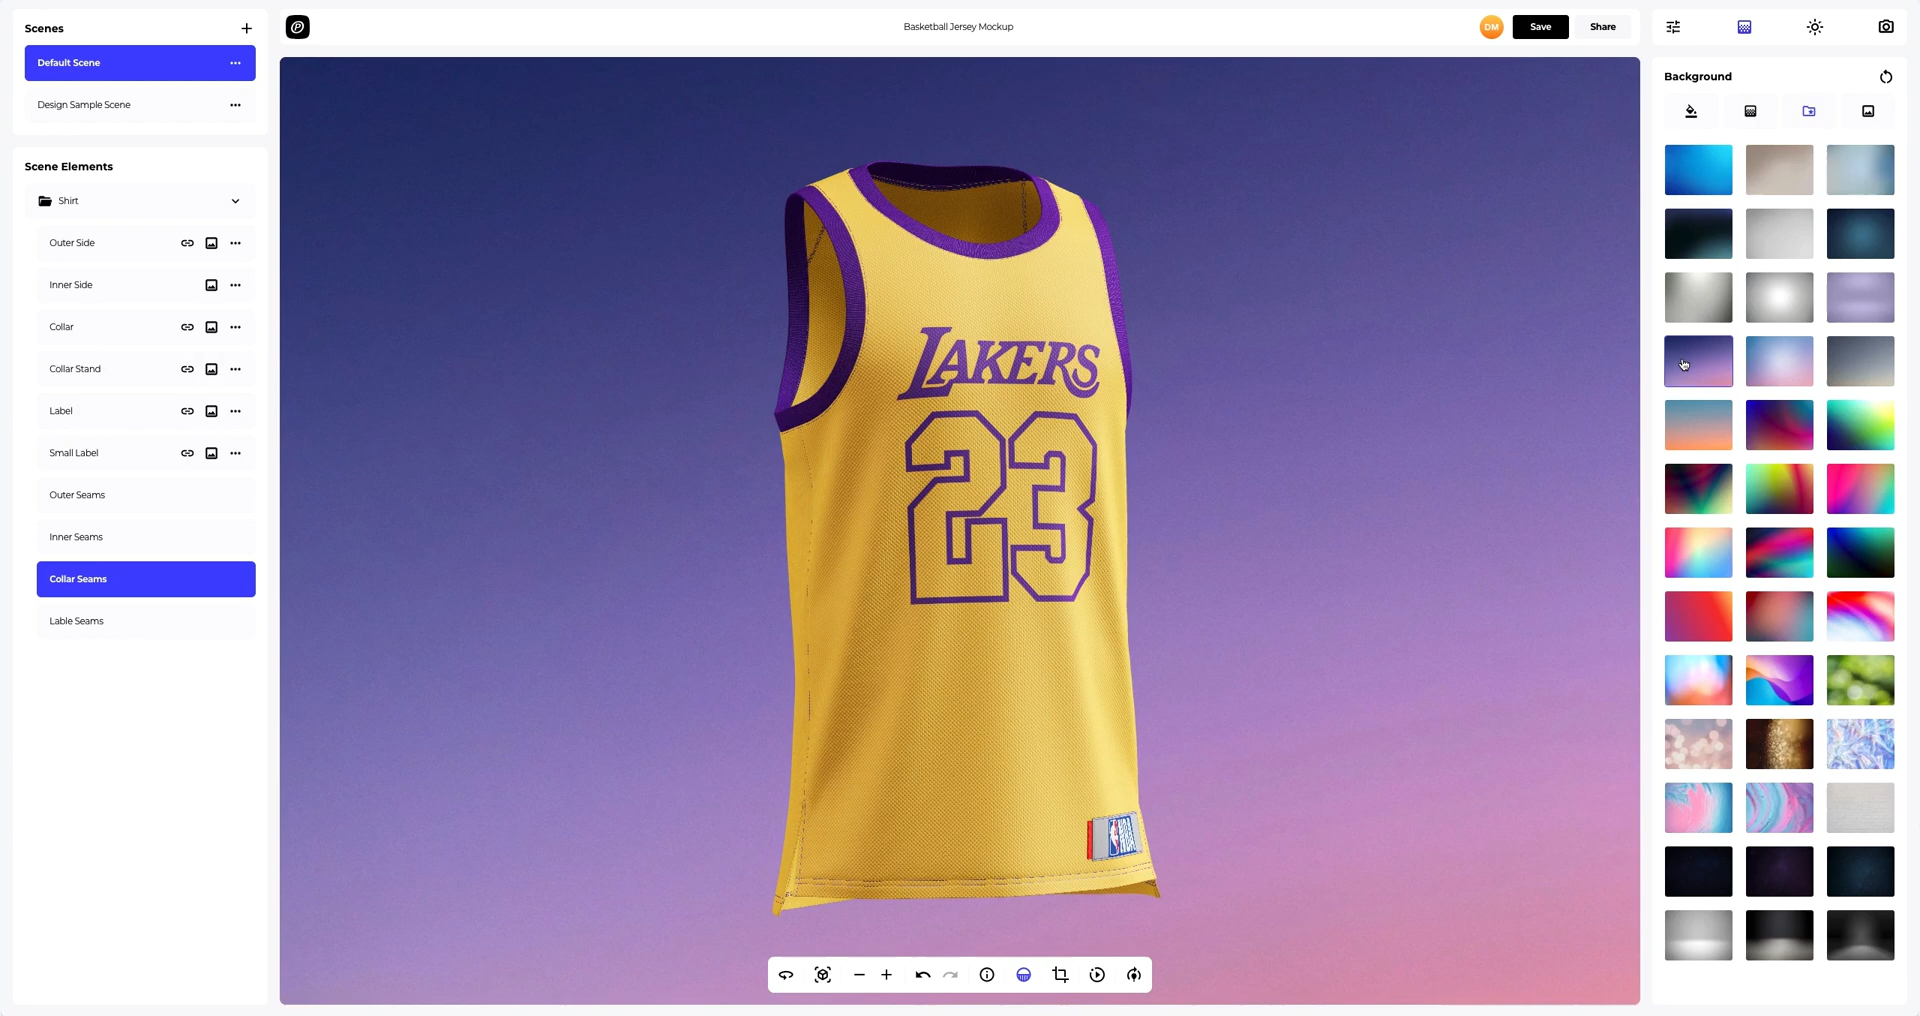 Scenes
Default Scene
Design Sample Scene
Scene Elements
Shirt
Outer Side
Inner Side
Collar
Collar Stand
Label
Small Label
Outer Seams
Inner Seams
Collar Seams
Lable Seams
Basketball Jersey Mockup
DM
Save
Share
LAKERS
23
Background